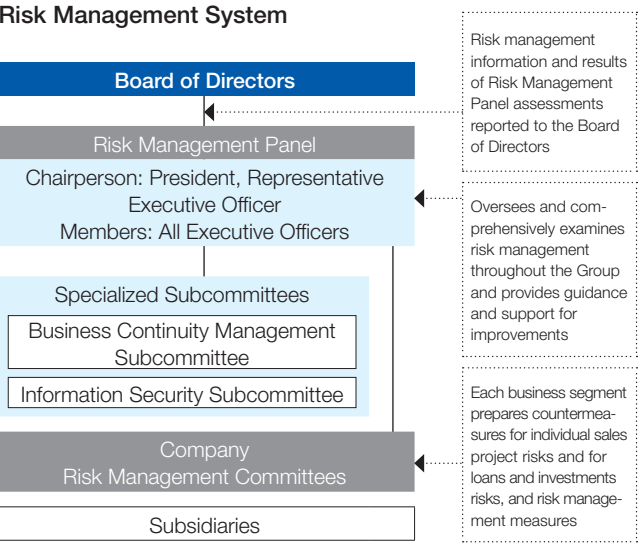 Risk Management System
Board of Directors
Risk Management Panel
Chairperson: President, Representative
Executive Officer
Members: All Executive Officers
Specialized Subcommittees
Business Continuity Management
Subcommittee
Information Security Subcommittee
Company
Risk Management Committees
Subsidiaries
Risk management
information and results
of Risk Management
Panel assessments
reported to the Board
of Directors
Oversees and com-
prehensively examines
risk management
throughout the Group
and provides guidance
and support for
improvements
Each business segment
prepares countermea-
sures for individual sales
project risks and for
loans and investments
risks, and risk manage-
ment measures